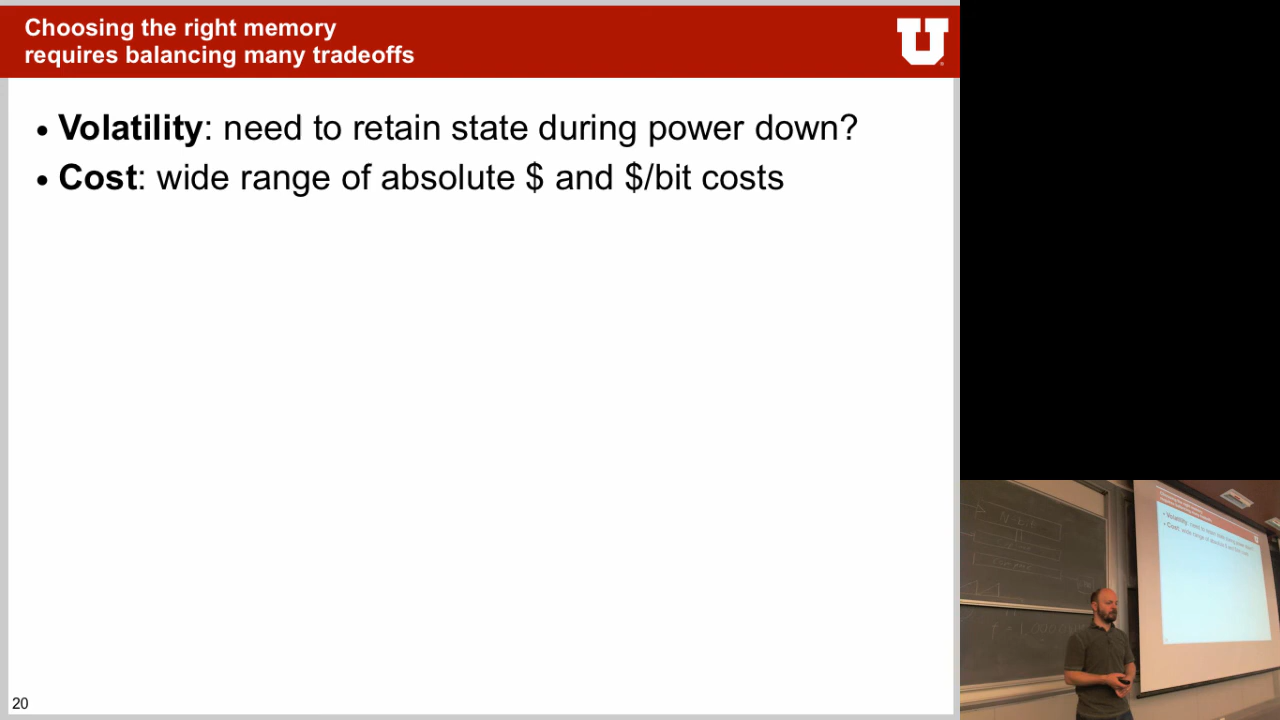 Choosing the right memory
requires balancing many tradeoffs
U
• Volatility: need to retain state during power down?
• Cost: wide range of absolute $ and $/bit costs
20
N-bit